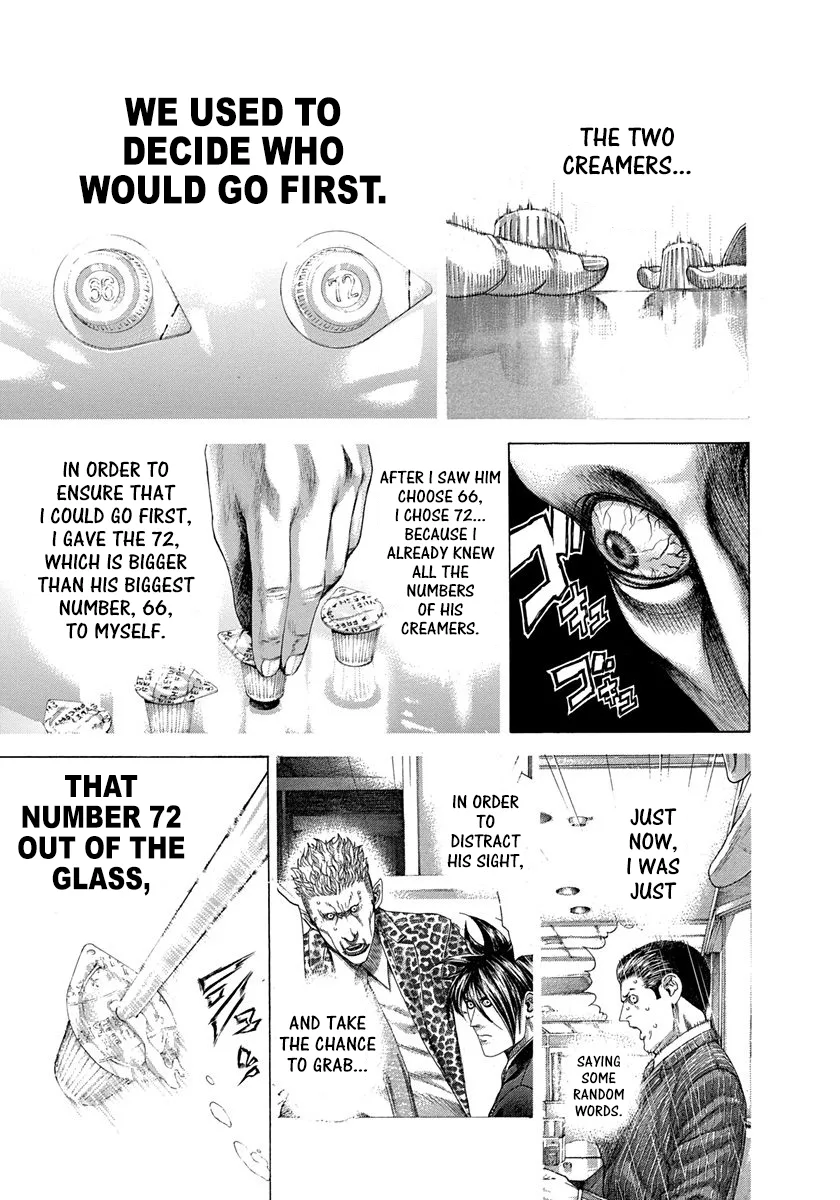 THE TWO
CREAMERS...
WE USED TO
DECIDE WHO
WOULD GO FIRST.
66
72
AFTER I SAW HIM
CHOOSE 66,
I CHOSE 72...
BECAUSE I
ALREADY KNEW
ALL THE
NUMBERS
OF HIS
CREAMERS.
IN ORDER TO
ENSURE THAT
I COULD GO FIRST,
I GAVE THE 72,
WHICH IS BIGGER
THAN HIS BIGGEST
NUMBER, 66,
TO MYSELF.
JUST
NOW,
I WAS
JUST
SAYING
SOME
RANDOM
WORDS.
IN ORDER
TO
DISTRACT
HIS SIGHT,
AND TAKE
THE CHANCE
TO GRAB...
THAT
NUMBER 72
OUT OF THE
GLASS,